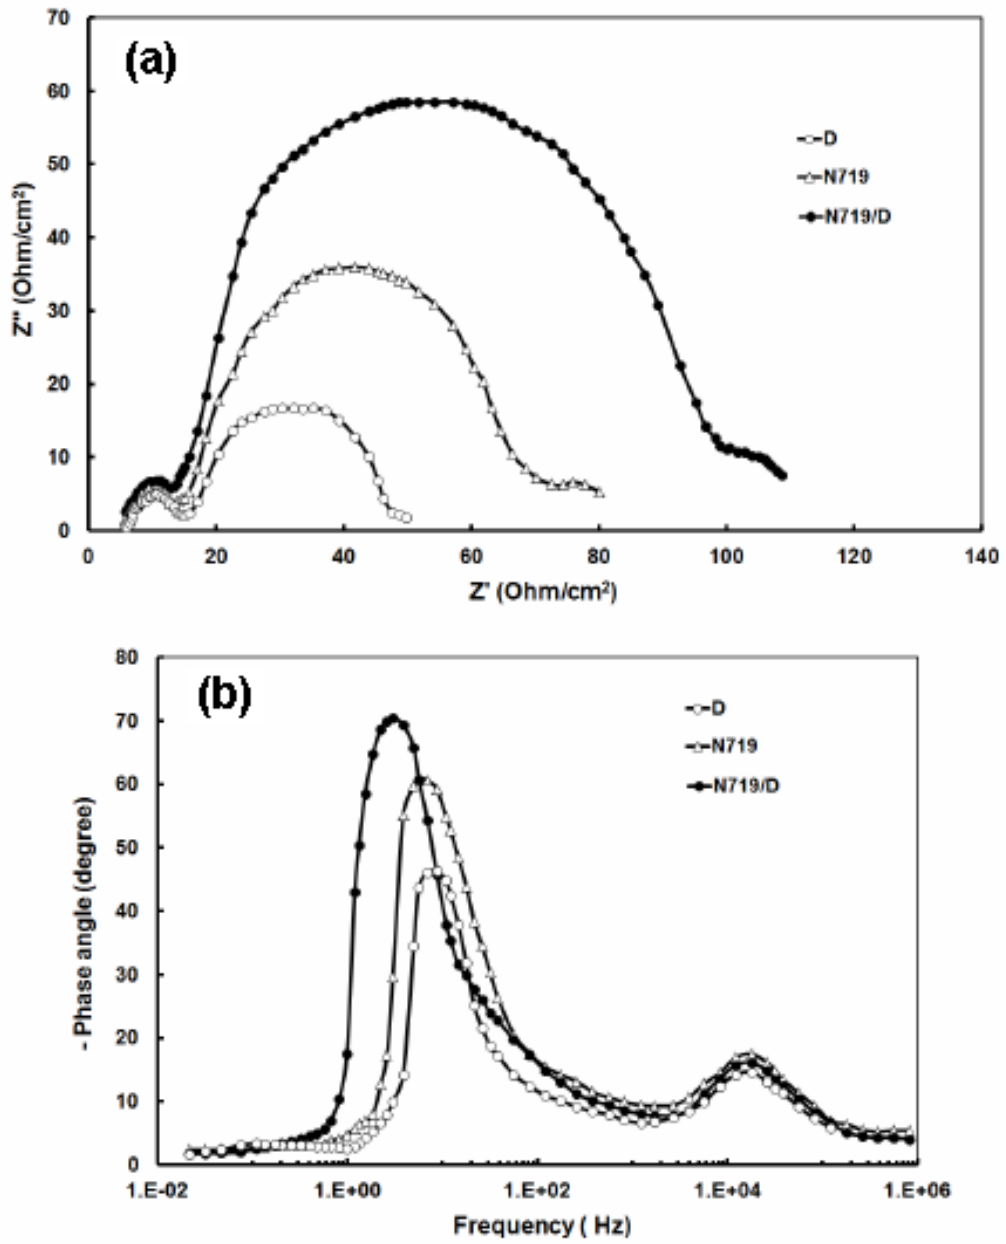 (a)
70
60
50
40
30
20
10
0
Z'' (Ohm/cm²)
D
N719
N719/D
0 20 40 60 80 100 120 140
Z' (Ohm/cm²)
(b)
80
70
60
50
40
30
20
10
0
- Phase angle (degree)
D
N719
N719/D
1.E-02 1.E+00 1.E+02 1.E+04 1.E+06
Frequency ( Hz)